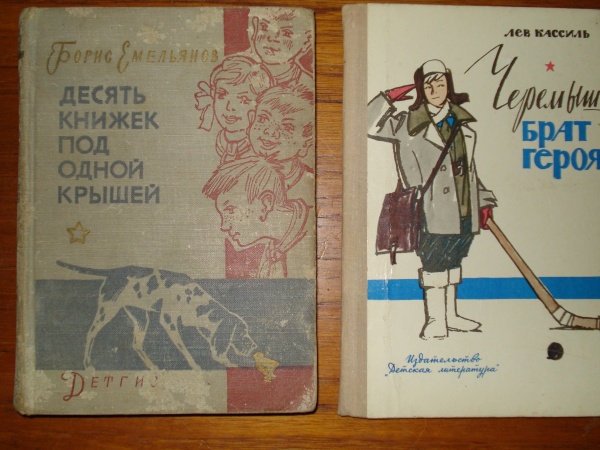 Борис Емельянов
ДЕСЯТЬ
КНИЖЕК
ПОД
ОДНОЙ
КРЫШЕЙ
ДЕТГИЗ
ЛЕВ КАССИЛЬ
Черемыш
БРАТ
ГЕРОЯ
Издательство
"Детская литература"